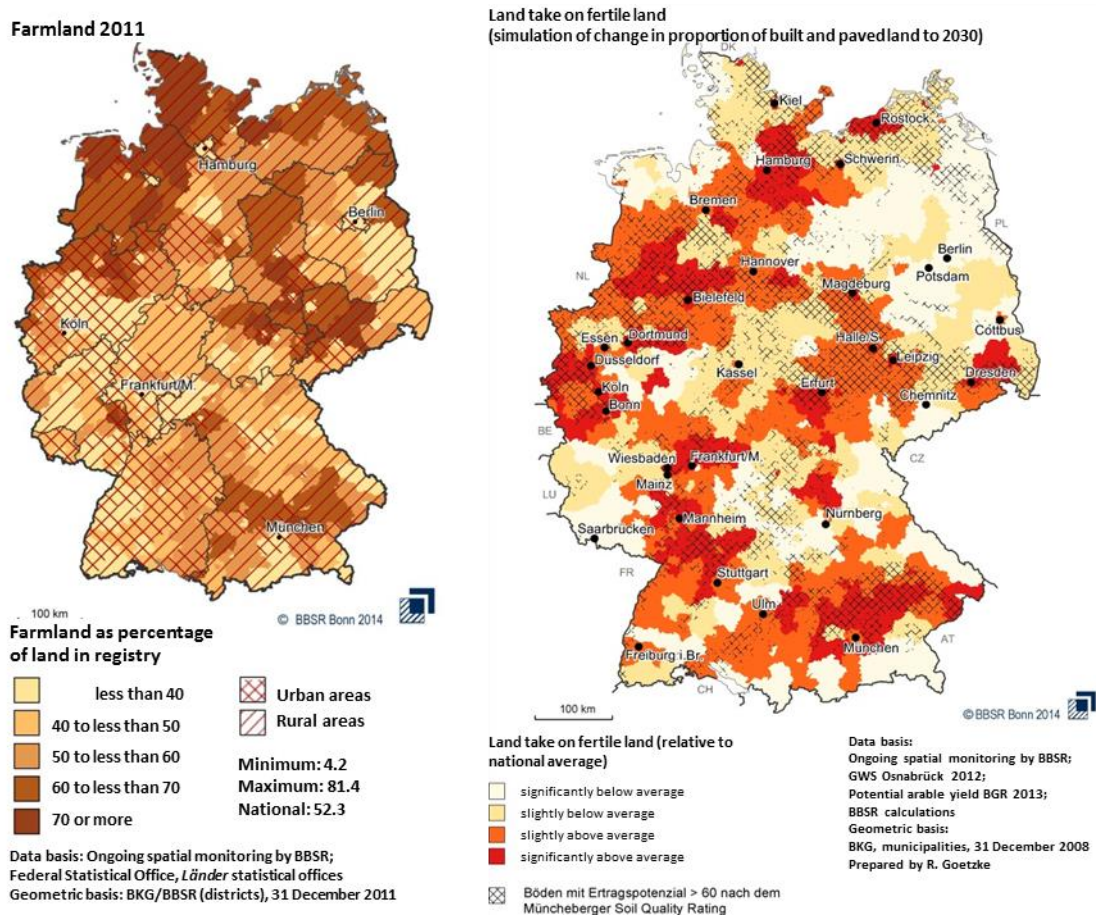 Farmland 2011
Hamburg
Berlin
Köln
Frankfurt/M.
München
100 km
© BBSR Bonn 2014
Farmland as percentage
of land in registry
less than 40
40 to less than 50
50 to less than 60
60 to less than 70
70 or more
Urban areas
Rural areas
Minimum: 4.2
Maximum: 81.4
National: 52.3
Data basis: Ongoing spatial monitoring by BBSR;
Federal Statistical Office, Länder statistical offices
Geometric basis: BKG/BBSR (districts), 31 December 2011
Land take on fertile land
(simulation of change in proportion of built and paved land to 2030)
DK
Kiel
Rostock
Hamburg
Schwerin
Bremen
PL
Berlin
NL
Hannover
Potsdam
Magdeburg
Bielefeld
Cottbus
Essen
Dortmund
Halle/S.
Düsseldorf
Leipzig
Kassel
Dresden
Köln
Erfurt
Chemnitz
Bonn
BE
CZ
Wiesbaden
Frankfurt/M.
LU
Mainz
Nürnberg
Mannheim
Saarbrücken
FR
Stuttgart
Ulm
AT
München
Freiburg i.Br.
CH
100 km
© BBSR Bonn 2014
Land take on fertile land (relative to
national average)
significantly below average
slightly below average
slightly above average
significantly above average
Böden mit Ertragspotenzial > 60 nach dem
Müncheberger Soil Quality Rating
Data basis:
Ongoing spatial monitoring by BBSR;
GWS Osnabrück 2012;
Potential arable yield BGR 2013;
BBSR calculations
Geometric basis:
BKG, municipalities, 31 December 2008
Prepared by R. Goetzke